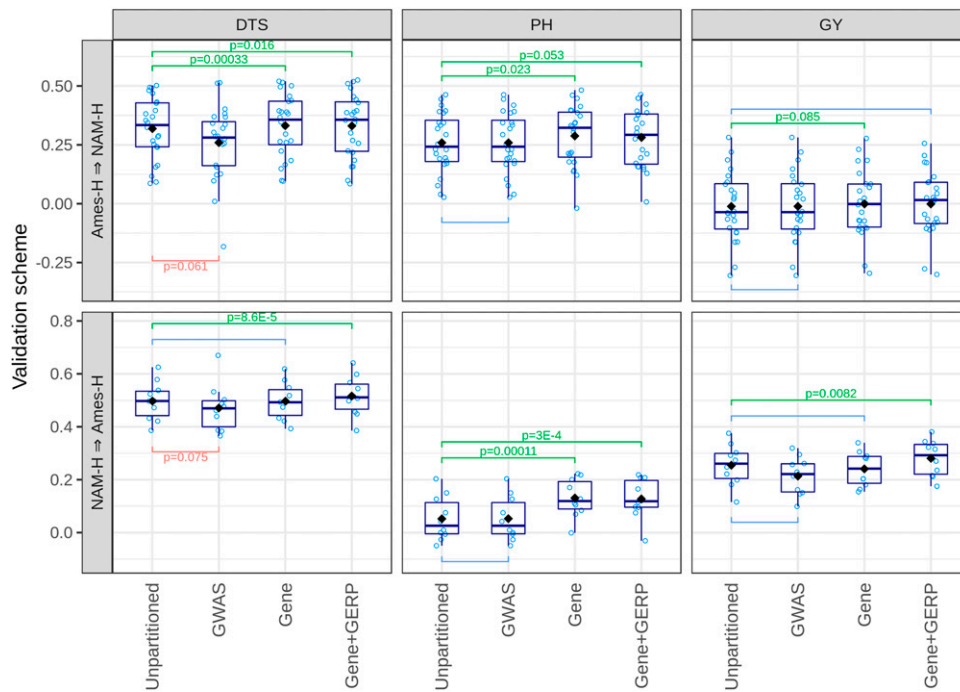 DTS
PH
GY
Validation scheme
Ames-H ⇒ NAM-H
0.50
0.25
0.00
-0.25
p=0.016
p=0.00033
p=0.061
p=0.053
p=0.023
p=0.085
NAM-H ⇒ Ames-H
0.8
0.6
0.4
0.2
0.0
p=8.6E-5
p=0.075
p=3E-4
p=0.00011
p=0.0082
Unpartitioned
GWAS
Gene
Gene+GERP
Unpartitioned
GWAS
Gene
Gene+GERP
Unpartitioned
GWAS
Gene
Gene+GERP